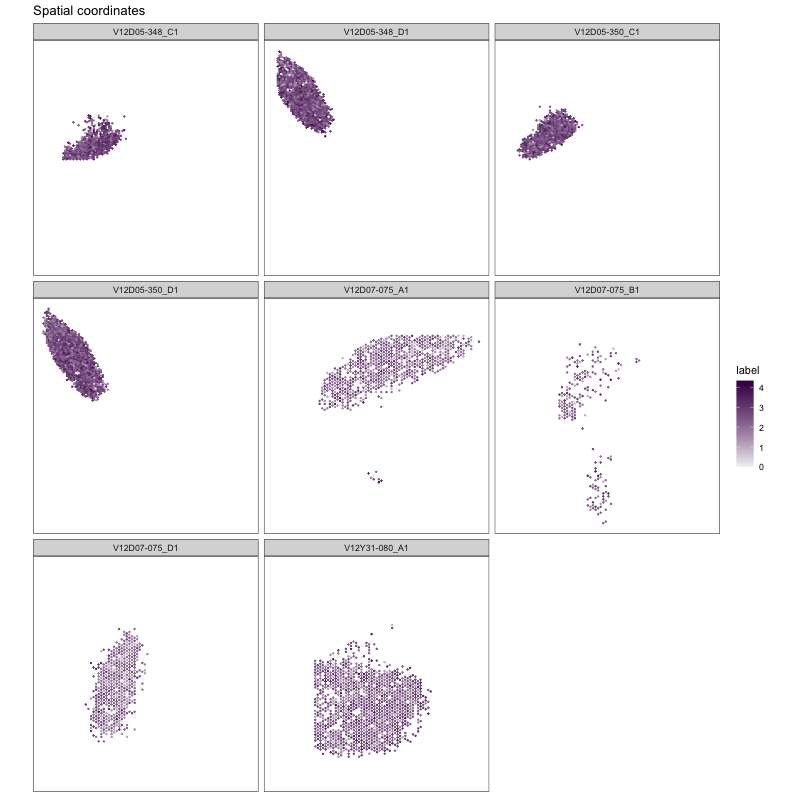 Spatial coordinates
V12D05-348_C1
V12D05-348_D1
V12D05-350_C1
V12D05-350_D1
V12D07-075_A1
V12D07-075_B1
label
4
3
2
1
0
V12D07-075_D1
V12Y31-080_A1